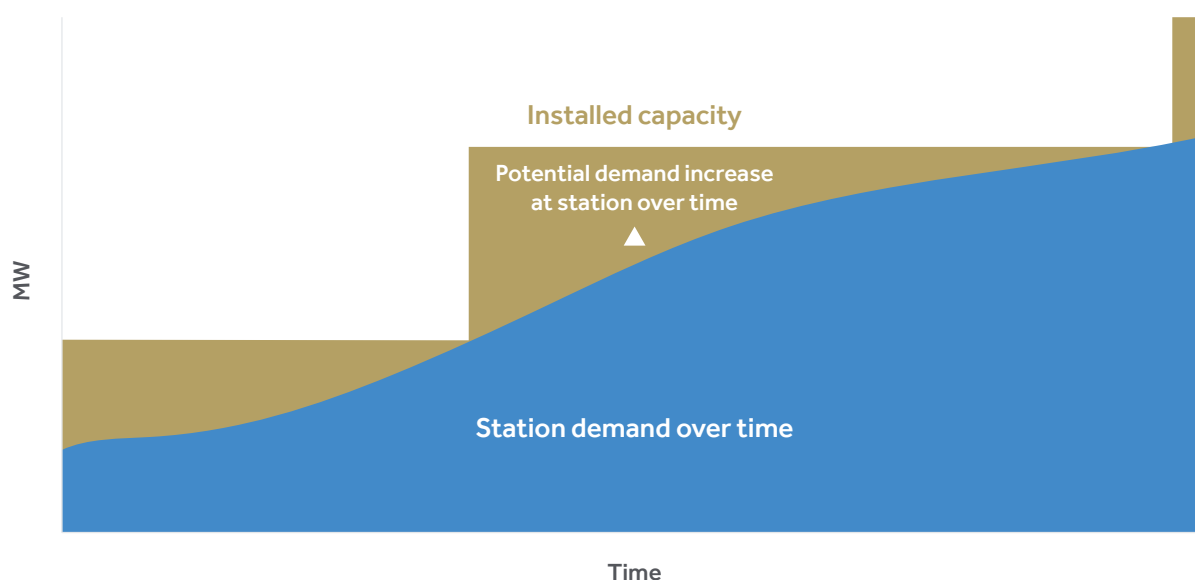 Installed capacity
Potential demand increase
at station over time
MW
Station demand over time
Time